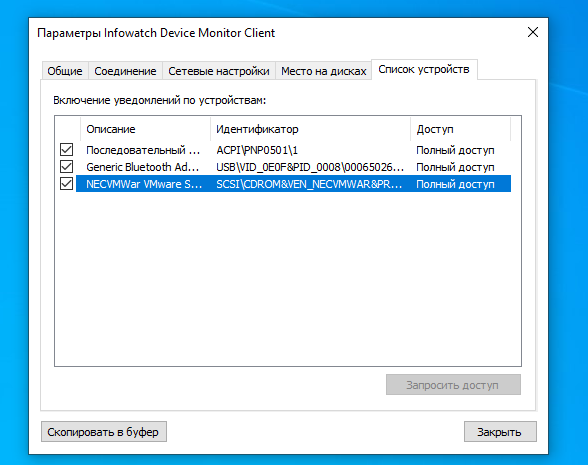 Параметры Infowatch Device Monitor Client
Общие Соединение Сетевые настройки Место на дисках Список устройств
Включение уведомлений по устройствам:
Описание Идентификатор Доступ
Последовательный ... ACPI\PNP0501\1 Полный доступ
Generic Bluetooth Ad... USB\VID_0E0F&PID_0008\00065026... Полный доступ
NECVMWar VMware S... SCSI\CDROM&VEN_NECVMWAR&PR... Полный доступ
Запросить доступ
Скопировать в буфер Закрыть